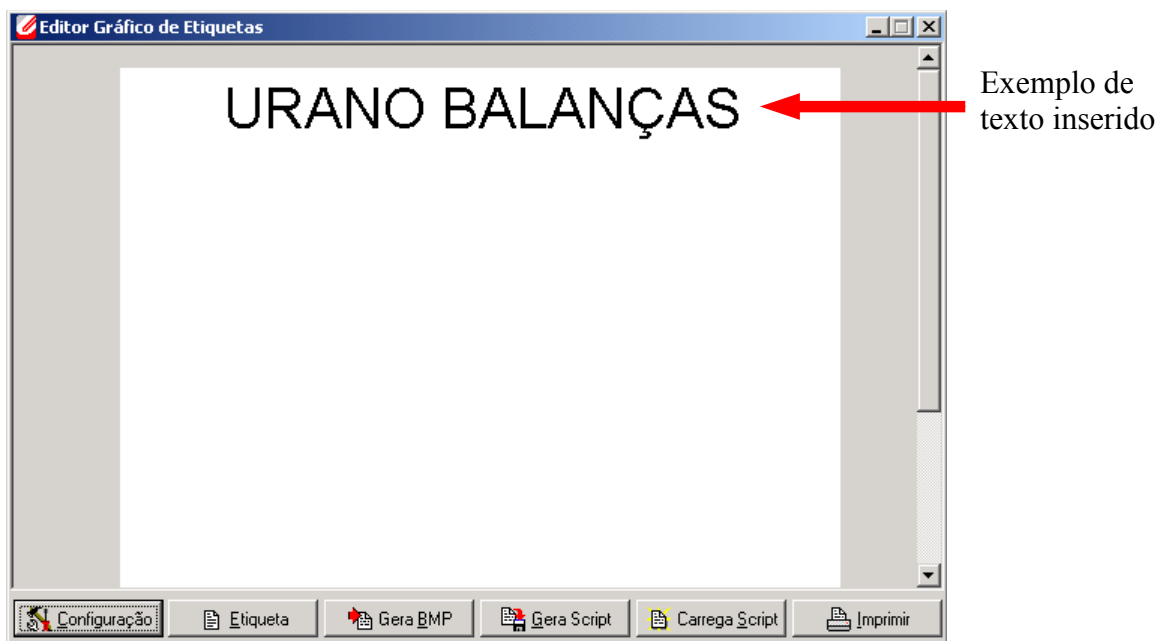 Editor Gráfico de Etiquetas
URANO BALANÇAS
Exemplo de
texto inserido
Configuração
Etiqueta
Gera BMP
Gera Script
Carrega Script
Imprimir